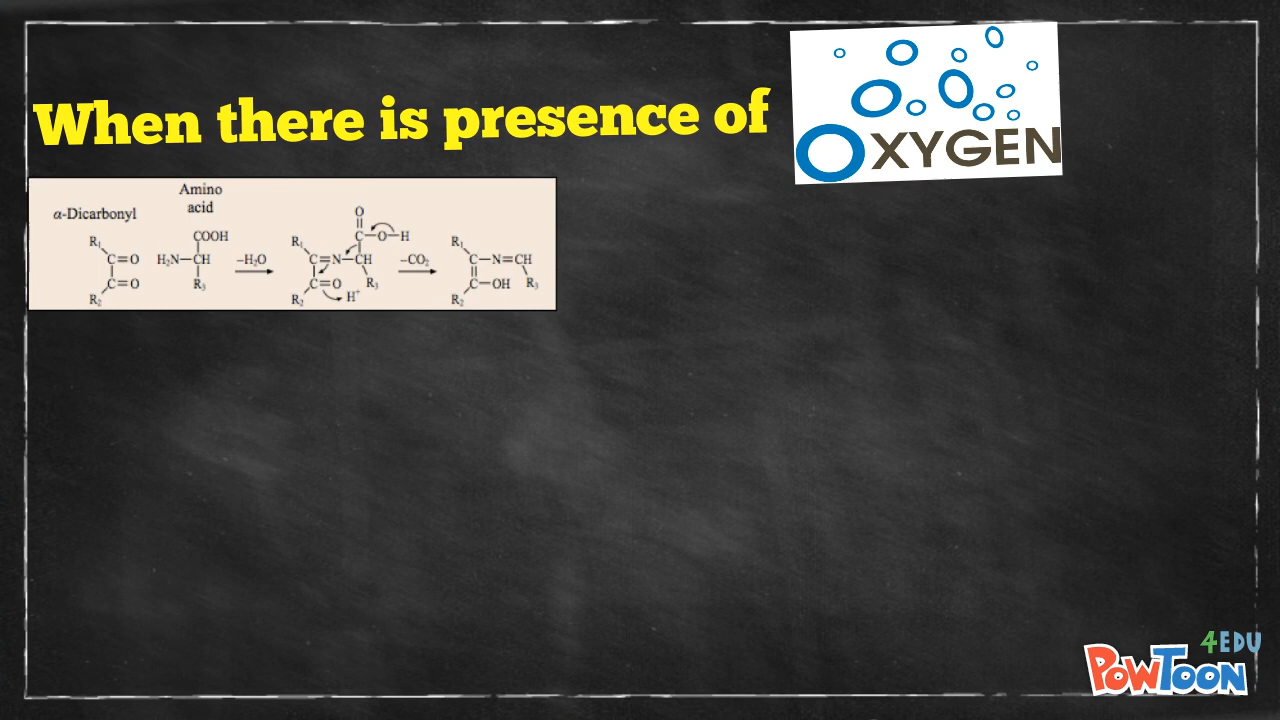 When there is presence of
OXYGEN
Amino
acid
α-Dicarbonyl
R₁ C=O C=O R₂
COOH H₂N–CH R₃
–H₂O
R₁ C=N–CH C=O R₂ O C–O–H R₃ H⁺
–CO₂
R₁ C–N=CH C–OH R₂ R₃
4EDU
POWTOON